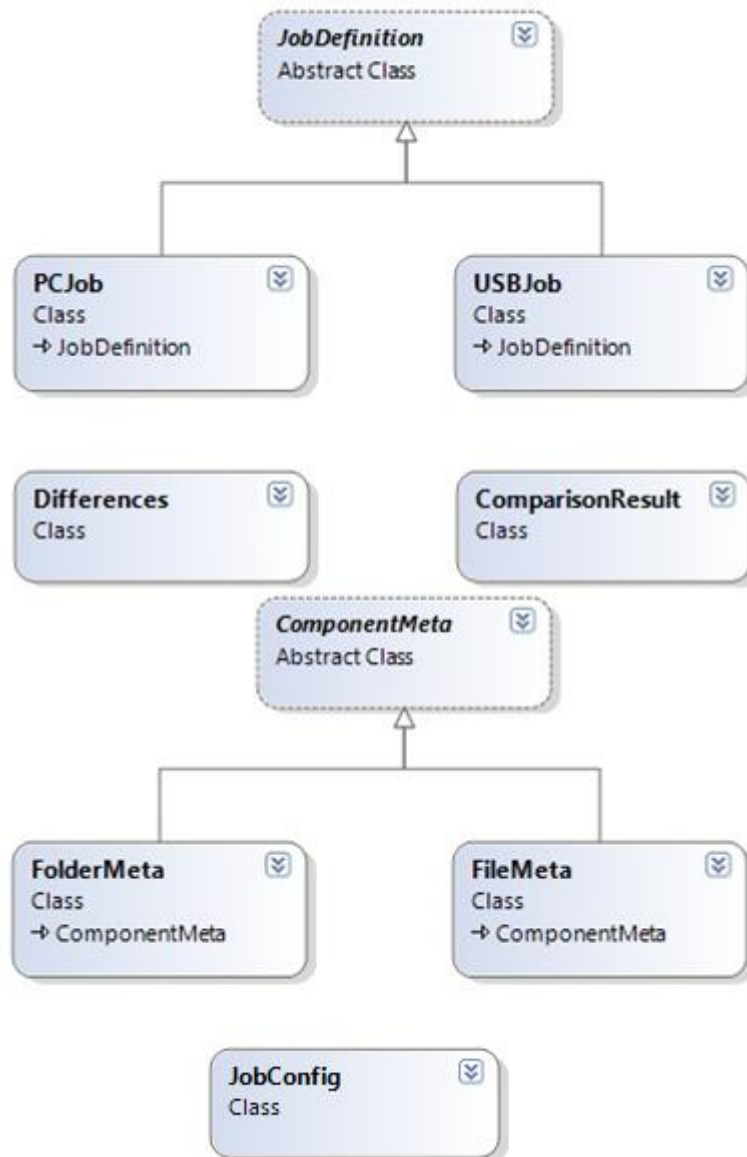 JobDefinition
Abstract Class
PCJob
Class
→ JobDefinition
USBJob
Class
→ JobDefinition
Differences
Class
ComparisonResult
Class
ComponentMeta
Abstract Class
FolderMeta
Class
→ ComponentMeta
FileMeta
Class
→ ComponentMeta
JobConfig
Class